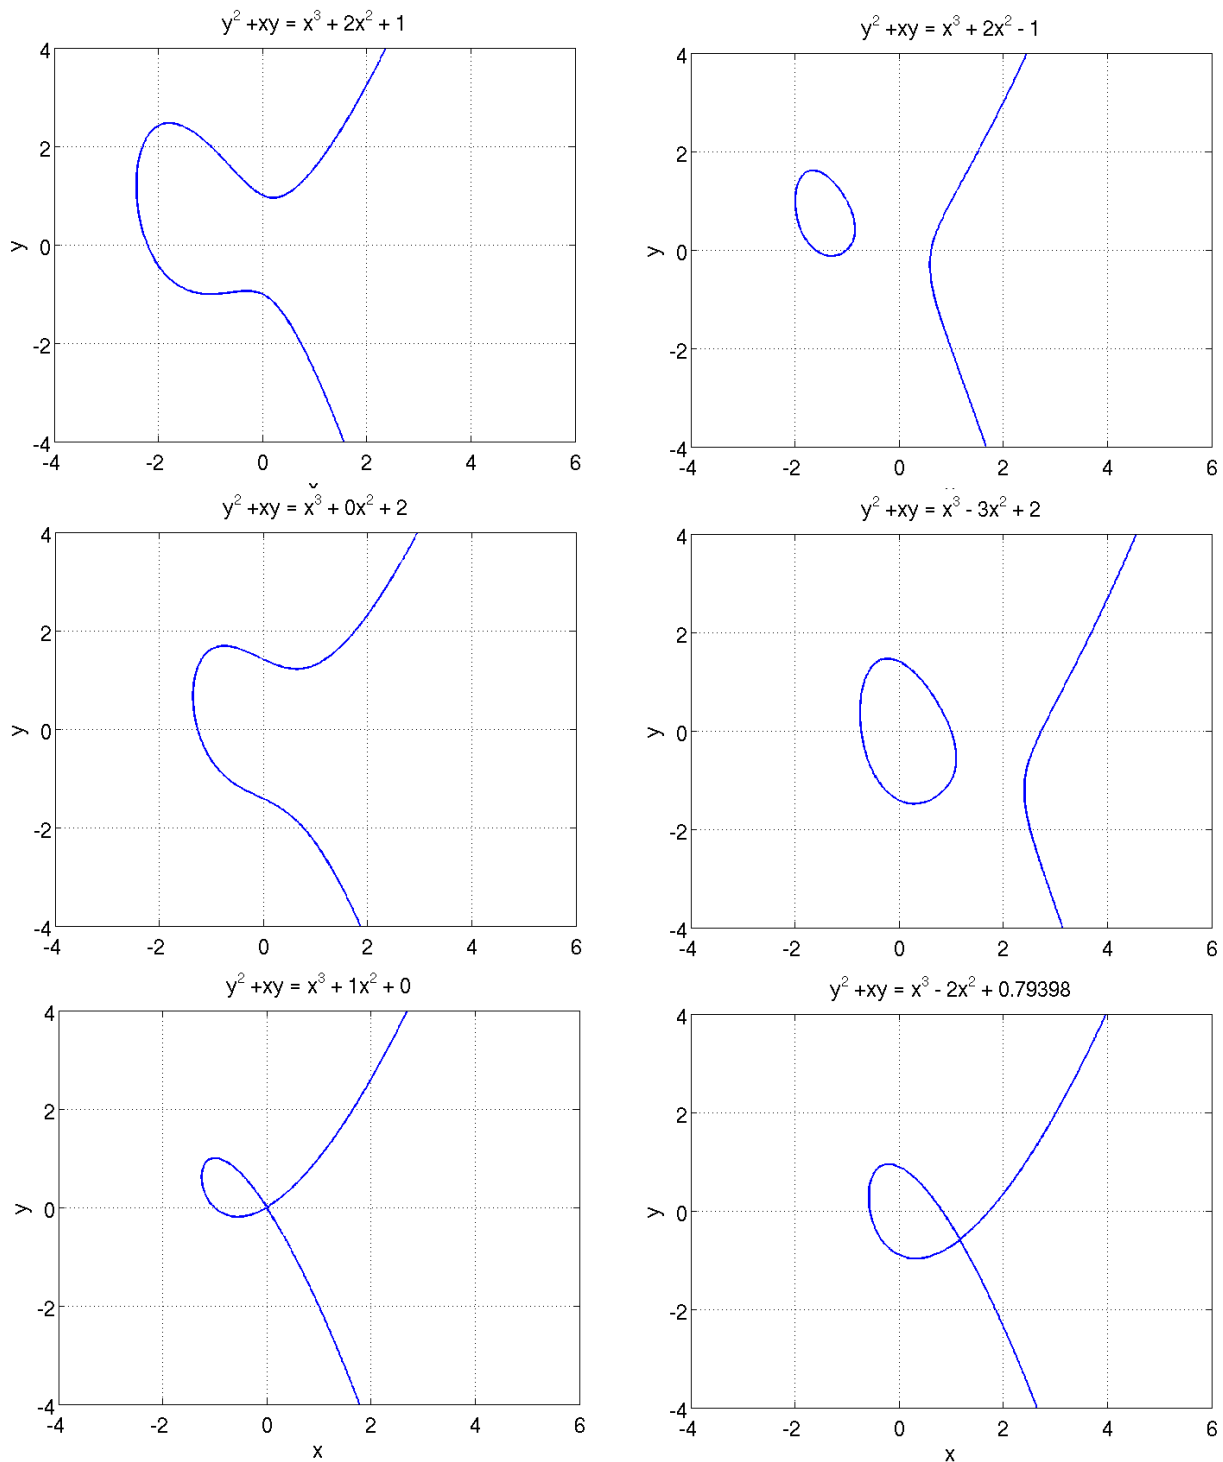 y² +xy = x³ + 2x² + 1
4
2
0
-2
-4
y
-4 -2 0 2 4 6
y² +xy = x³ + 2x² - 1
4
2
0
-2
-4
y
-4 -2 0 2 4 6
y² +xy = x³ + 0x² + 2
4
2
0
-2
-4
y
-4 -2 0 2 4 6
y² +xy = x³ - 3x² + 2
4
2
0
-2
-4
y
-4 -2 0 2 4 6
y² +xy = x³ + 1x² + 0
4
2
0
-2
-4
y
-4 -2 0 2 4 6
x
y² +xy = x³ - 2x² + 0.79398
4
2
0
-2
-4
y
-4 -2 0 2 4 6
x